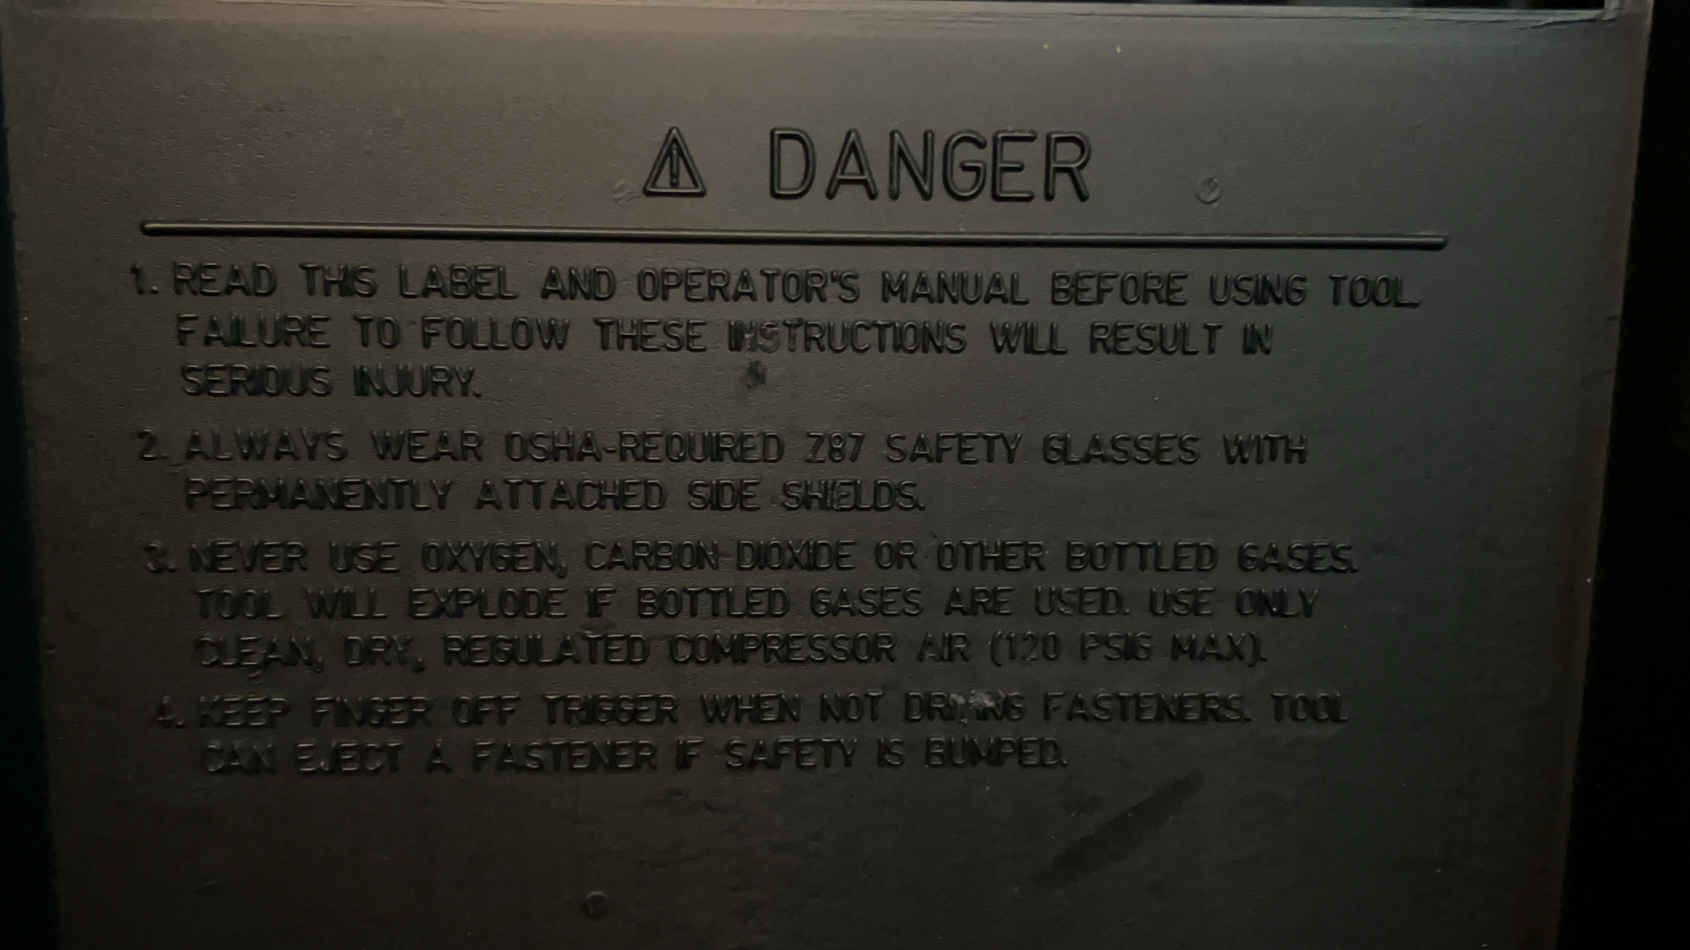 ⚠ DANGER
1. READ THIS LABEL AND OPERATOR'S MANUAL BEFORE USING TOOL.
FAILURE TO FOLLOW THESE INSTRUCTIONS WILL RESULT IN
SERIOUS INJURY.
2. ALWAYS WEAR OSHA-REQUIRED Z87 SAFETY GLASSES WITH
PERMANENTLY ATTACHED SIDE SHIELDS.
3. NEVER USE OXYGEN, CARBON DIOXIDE OR OTHER BOTTLED GASES.
TOOL WILL EXPLODE IF BOTTLED GASES ARE USED. USE ONLY
CLEAN, DRY, REGULATED COMPRESSOR AIR (120 PSIG MAX).
4. KEEP FINGER OFF TRIGGER WHEN NOT DRIVING FASTENERS. TOOL
CAN EJECT A FASTENER IF SAFETY IS BUMPED.